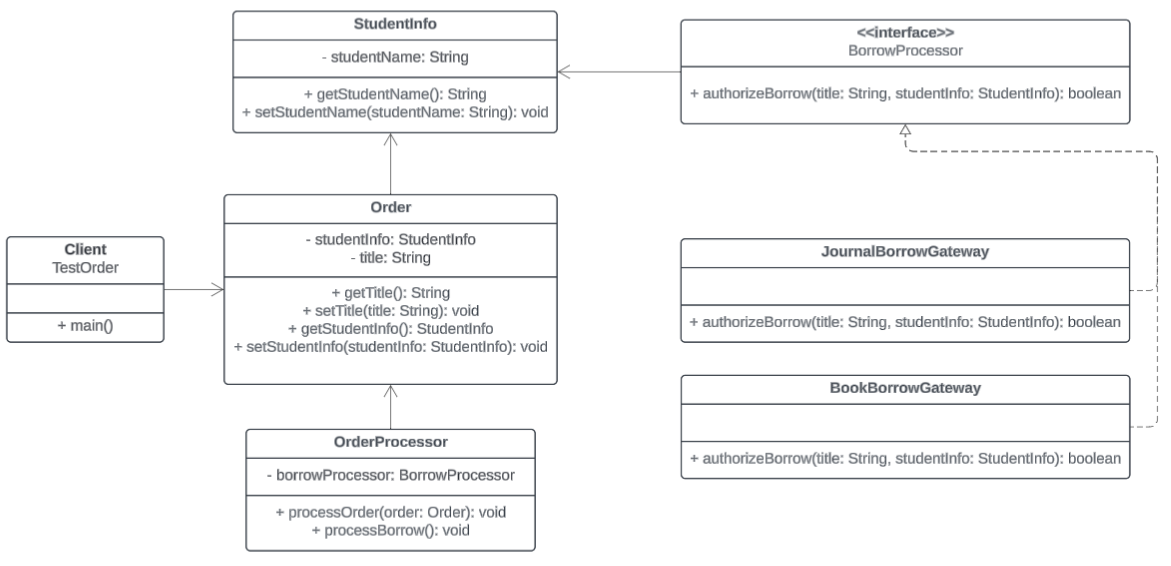 StudentInfo
- studentName: String
+ getStudentName(): String
+ setStudentName(studentName: String): void
<<interface>>
BorrowProcessor
+ authorizeBorrow(title: String, studentInfo: StudentInfo): boolean
Order
- studentInfo: StudentInfo
- title: String
+ getTitle(): String
+ setTitle(title: String): void
+ getStudentInfo(): StudentInfo
+ setStudentInfo(studentInfo: StudentInfo): void
Client
TestOrder
+ main()
JournalBorrowGateway
+ authorizeBorrow(title: String, studentInfo: StudentInfo): boolean
BookBorrowGateway
+ authorizeBorrow(title: String, studentInfo: StudentInfo): boolean
OrderProcessor
- borrowProcessor: BorrowProcessor
+ processOrder(order: Order): void
+ processBorrow(): void